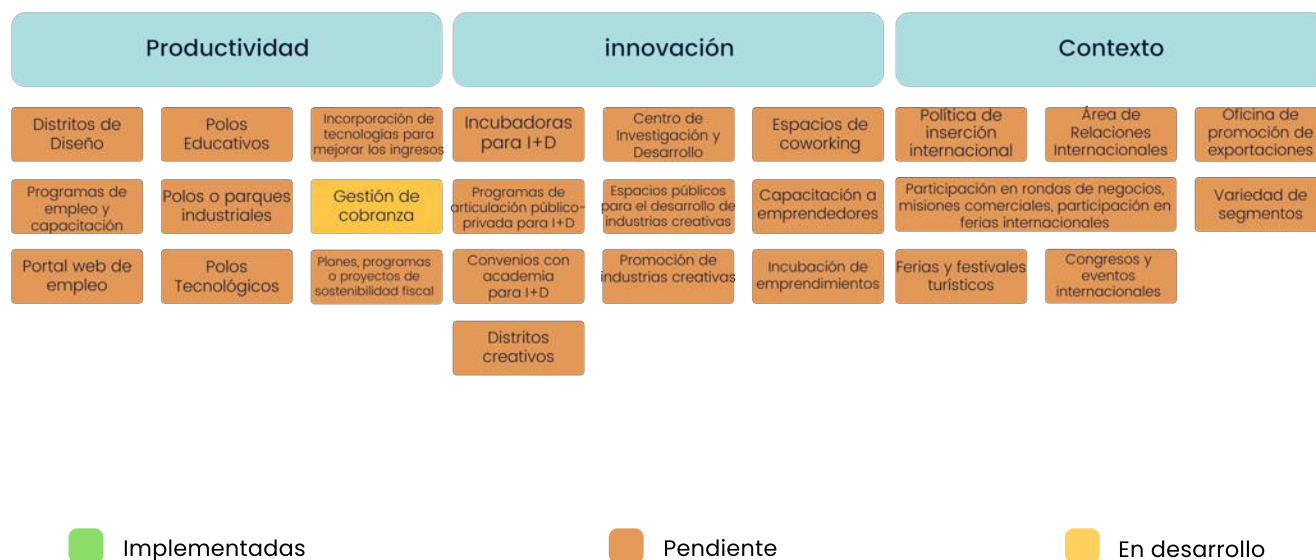 Productividad
innovación
Contexto
Distritos de
Diseño
Polos
Educativos
Incorporación de
tecnologías para
mejorar los ingresos
Incubadoras
para I+D
Centro de
Investigación y
Desarrollo
Espacios de
coworking
Política de
inserción
internacional
Área de
Relaciones
Internacionales
Oficina de
promoción de
exportaciones
Programas de
empleo y
capacitación
Polos o parques
industriales
Gestión de
cobranza
Programas de
articulación público-
privada para I+D
Espacios públicos
para el desarrollo de
industrias creativas
Capacitación a
emprendedores
Participación en rondas de negocios,
misiones comerciales, participación en
ferias internacionales
Variedad de
segmentos
Portal web de
empleo
Polos
Tecnológicos
Planes, programas
o proyectos de
sostenibilidad fiscal
Convenios con
academia
para I+D
Promoción de
industrias creativas
Incubación de
emprendimientos
Ferias y festivales
turísticos
Congresos y
eventos
internacionales
Distritos
creativos
Implementadas
Pendiente
En desarrollo